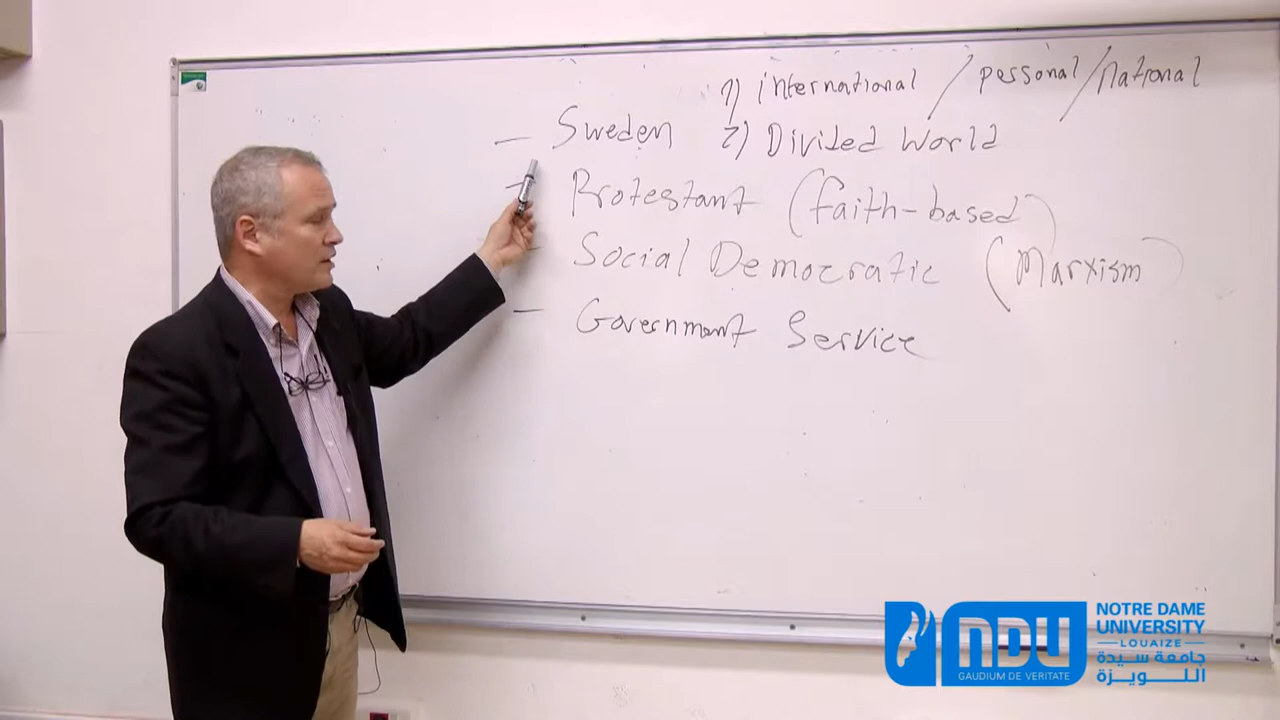 1) international / personal / national
— Sweden 2) Divided World
– Protestant (faith-based)
– Social Democratic (Marxism)
— Government Service
NDU
GAUDIUM DE VERITATE
NOTRE DAME
UNIVERSITY
LOUAIZE
جامعة سيدة
اللويزة